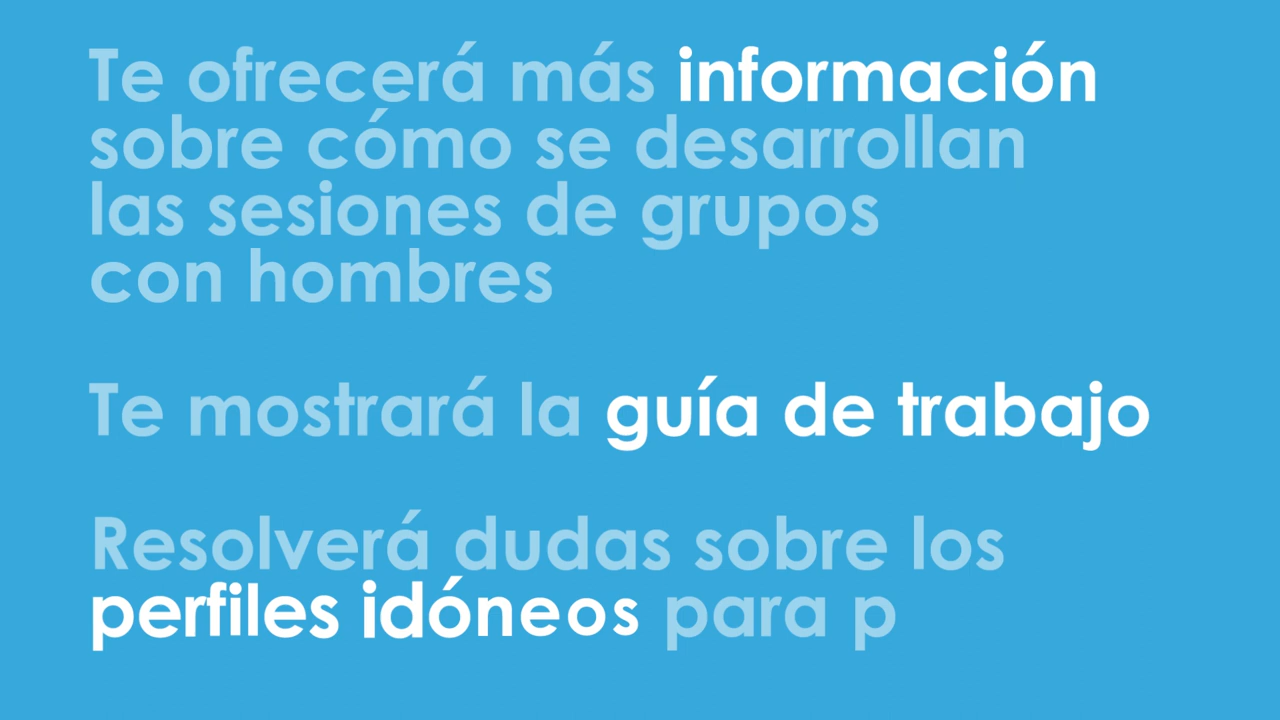 Te ofrecerá más información
sobre cómo se desarrollan
las sesiones de grupos
con hombres
Te mostrará la guía de trabajo
Resolverá dudas sobre los
perfiles idóneos para p